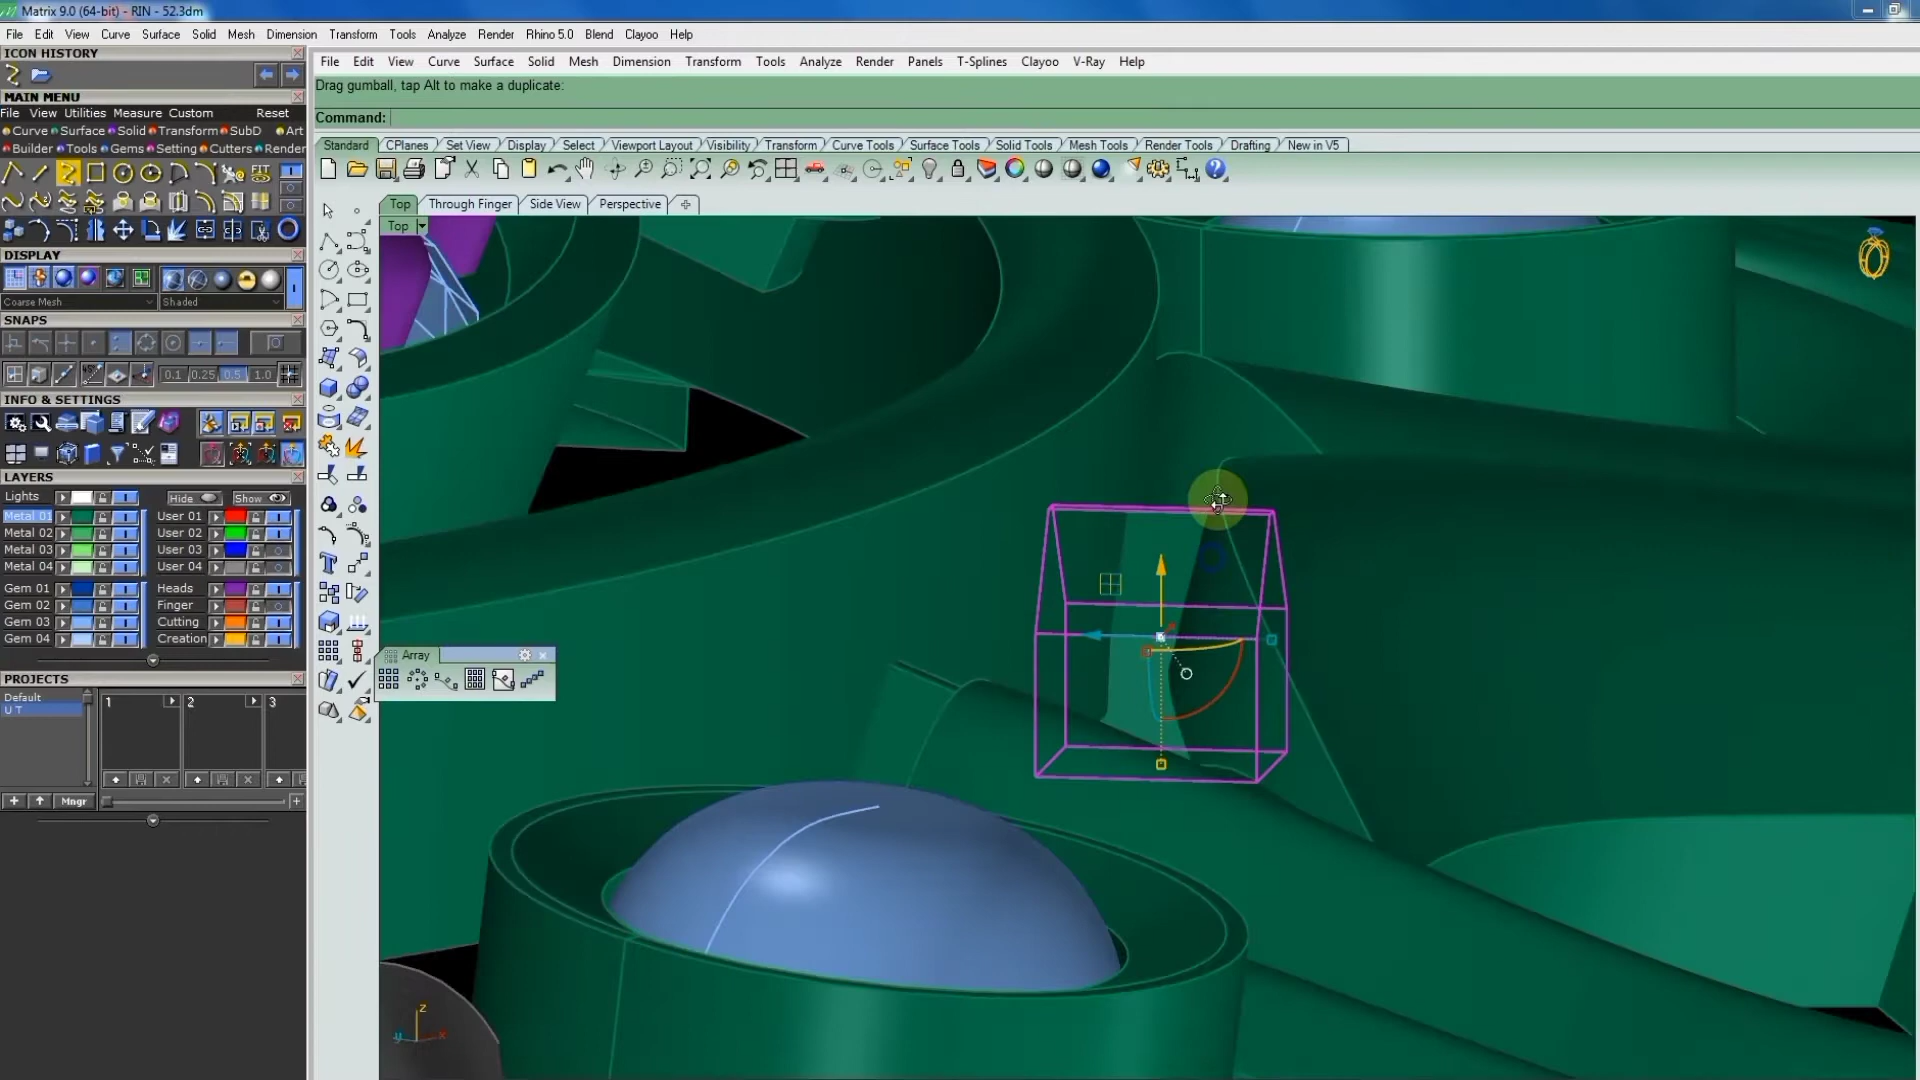 Matrix 9.0 (64-bit) - RIN - 52.3dm
File Edit View Curve Surface Solid Mesh Dimension Transform Tools Analyze Render Rhino 5.0 Blend Clayoo Help
ICON HISTORY
File Edit View Curve Surface Solid Mesh Dimension Transform Tools Analyze Render Panels T-Splines Clayoo V-Ray Help
Drag gumball, tap Alt to make a duplicate:
MAIN MENU
File View Utilities Measure Custom Reset
Command:
Curve Surface Solid Transform SubD Art
Builder Tools Gems Setting Cutters Render
Standard CPlanes Set View Display Select Viewport Layout Visibility Transform Curve Tools Surface Tools Solid Tools Mesh Tools Render Tools Drafting New in V5
FIT
Top Through Finger Side View Perspective
Top
DISPLAY
Coarse Mesh Shaded
SNAPS
0.1 0.25 0.5 1.0
INFO & SETTINGS
LAYERS
Lights Hide Show
Metal 01 User 01
Metal 02 User 02
Metal 03 User 03
Metal 04 User 04
Gem 01 Heads
Gem 02 Finger
Gem 03 Cutting
Gem 04 Creation
Array
PROJECTS
Default
U T
1 2 3
Mngr
z
y x